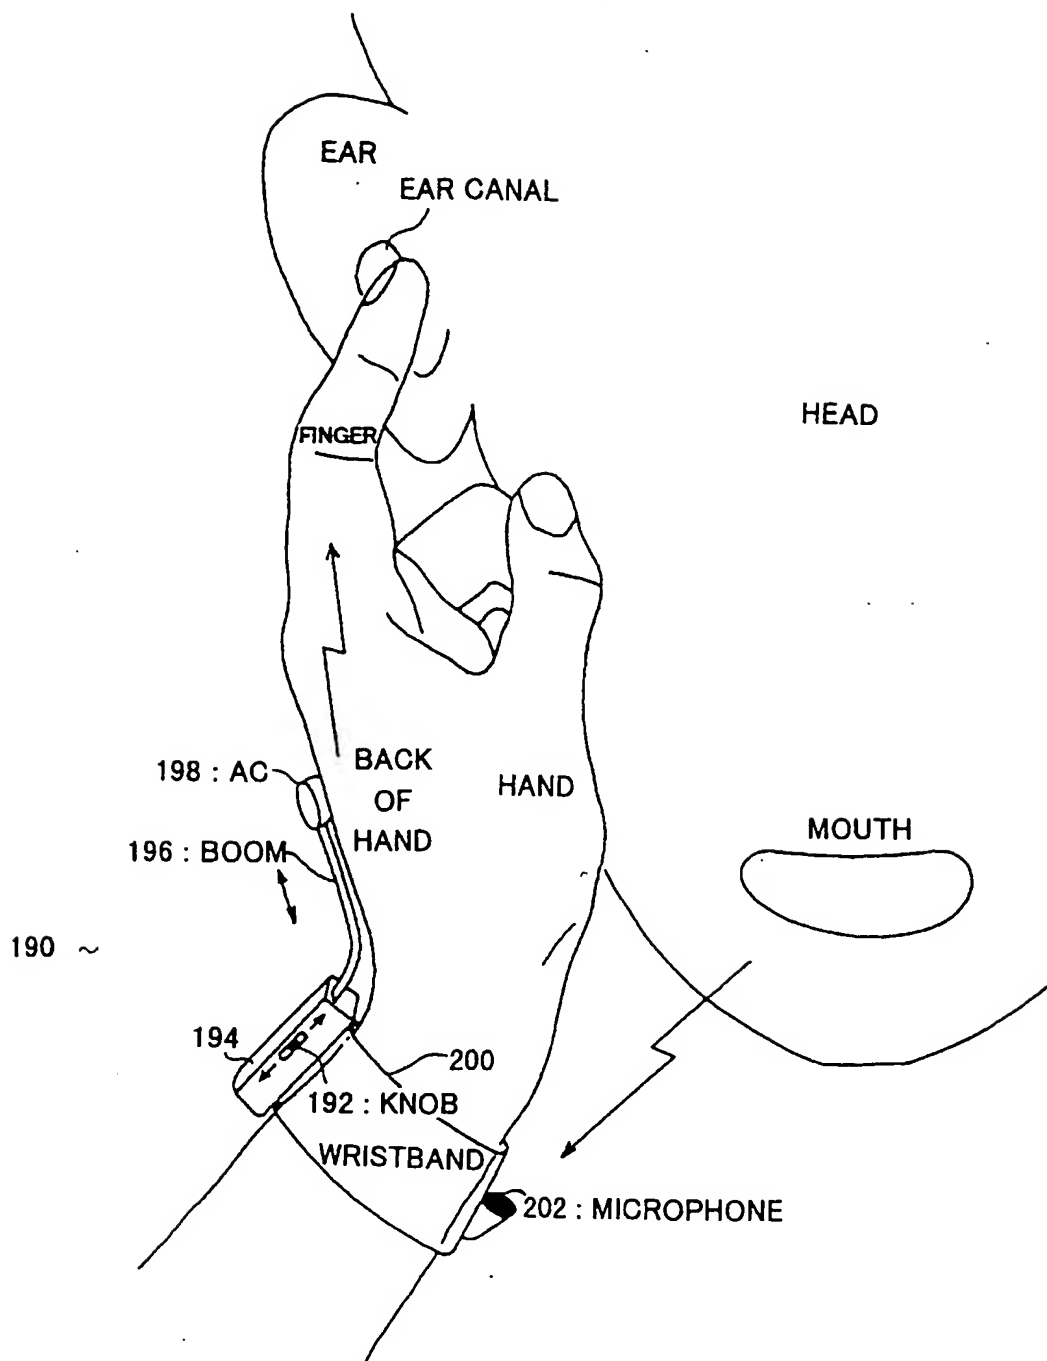 EAR
EAR CANAL
HEAD
FINGER
198 : AC
BACK
OF
HAND
HAND
MOUTH
196 : BOOM
190 ~
194
200
192 : KNOB
WRISTBAND
202 : MICROPHONE